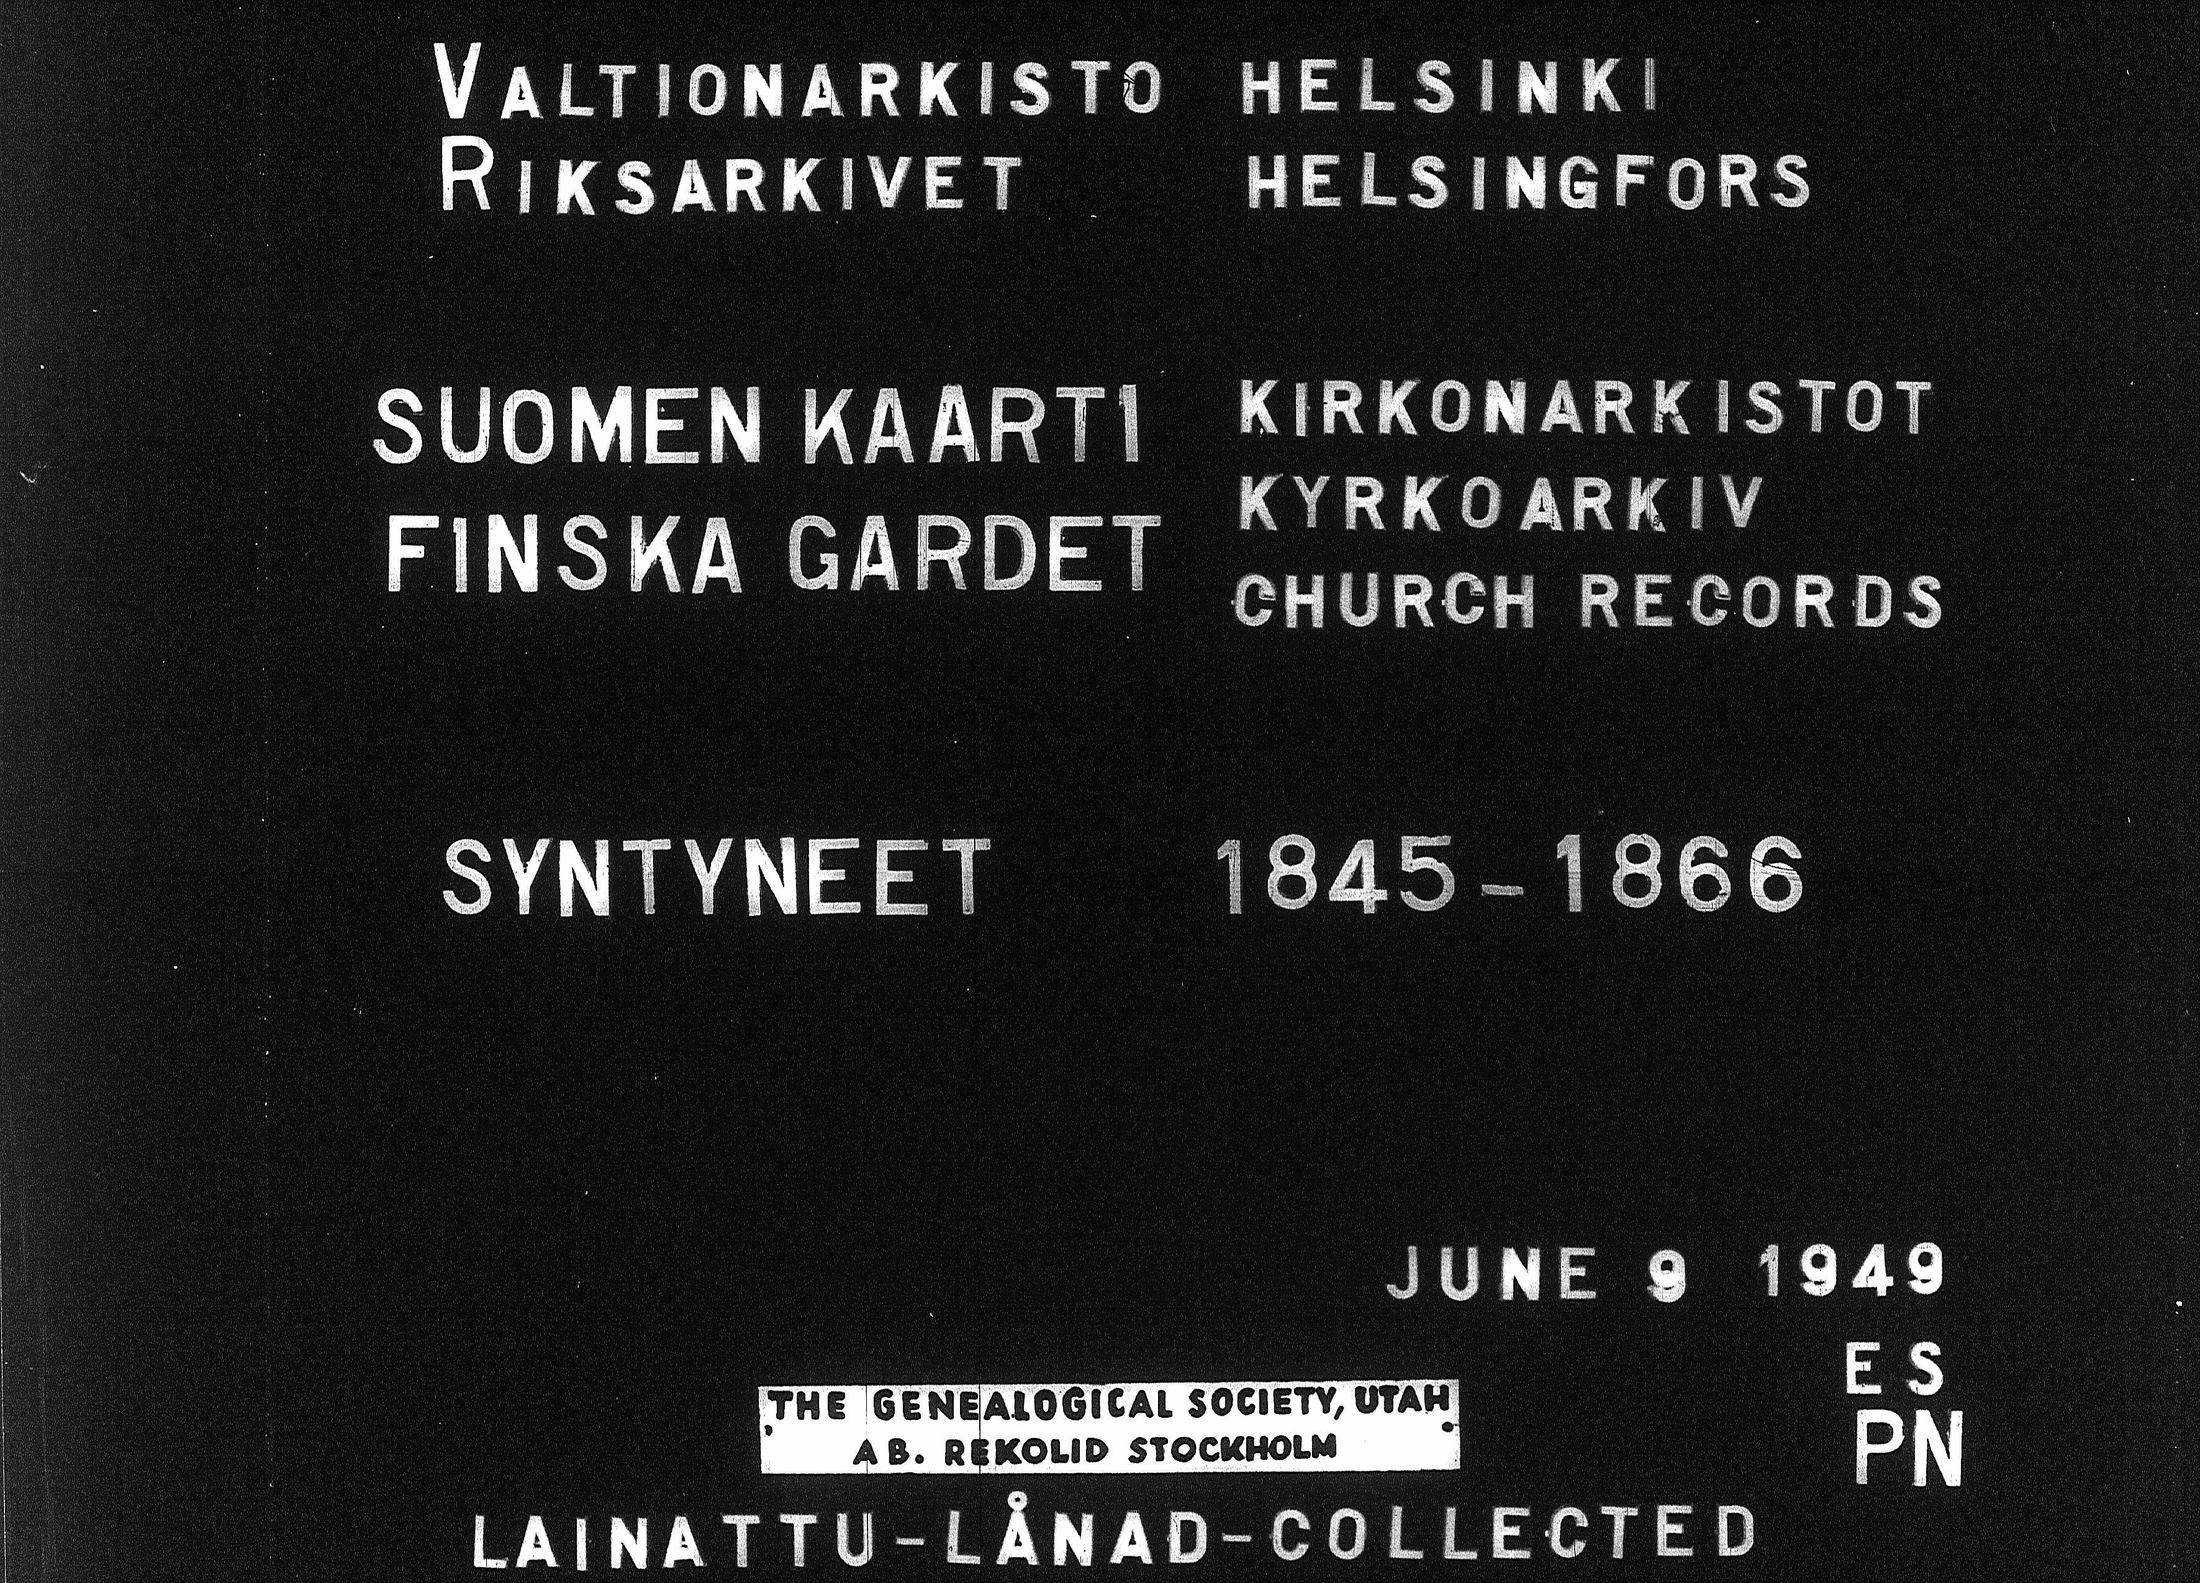 VALTIONARKISTO HELSINKI
RIKSARKIVET HELSINGFORS
SUOMEN KAARTI
FINSKA GARDET
KIRKONARKISTOT
KYRKOARKIV
CHURCH RECORDS
SYNTYNEET 1845-1866
JUNE 9 1949
ES
PN
THE GENEALOGICAL SOCIETY, UTAH
AB. REKOLID STOCKHOLM
LAINATTU-LÅNAD-COLLECTED